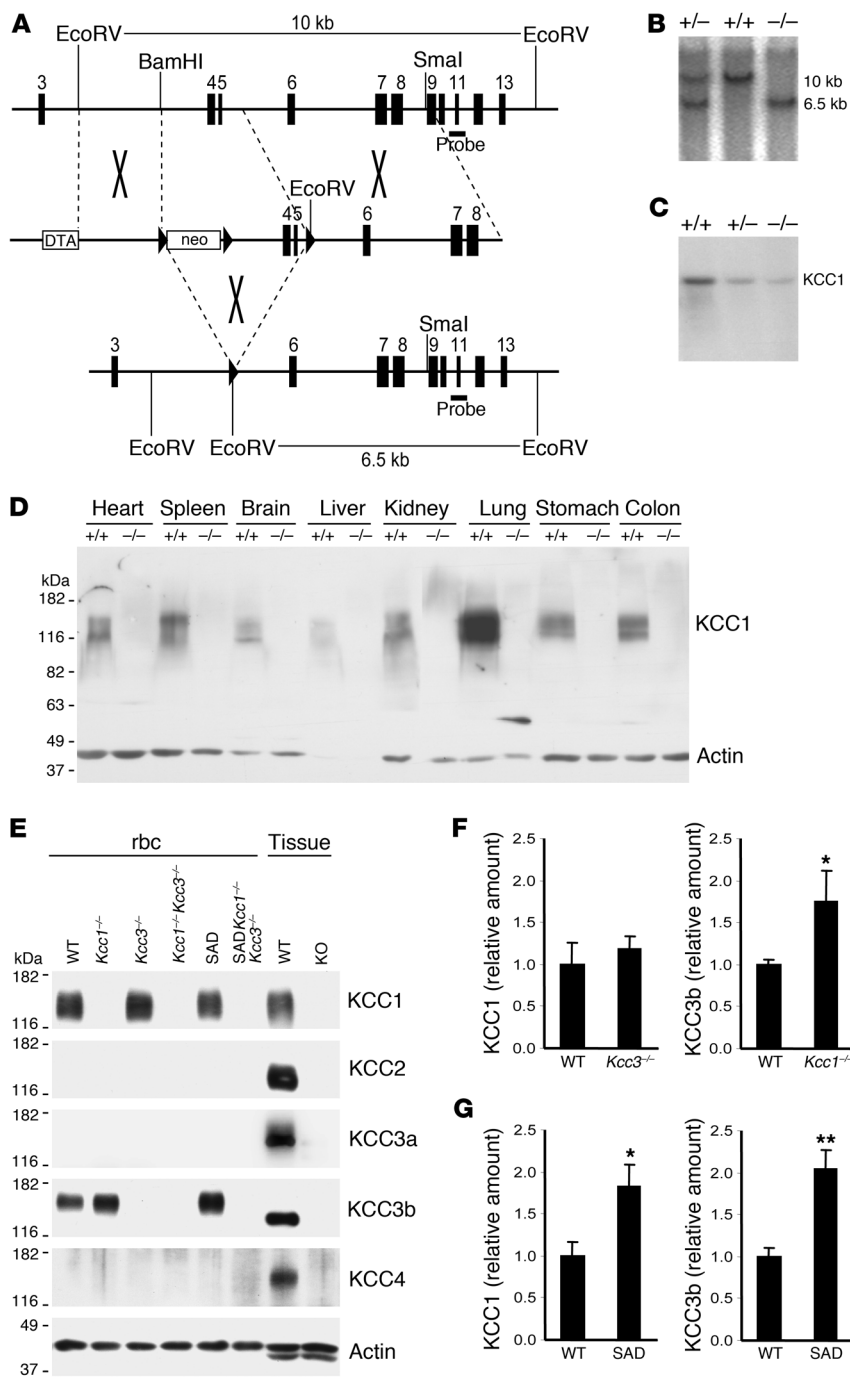 A
EcoRV 10 kb EcoRV
BamHI SmaI
3 4 5 6 7 8 9 11 13
Probe
EcoRV
4 5 6 7 8
DTA neo
SmaI
3 6 7 8 9 11 13
Probe
EcoRV EcoRV EcoRV
6.5 kb
B
+/– +/+ –/–
10 kb
6.5 kb
C
+/+ +/– –/–
KCC1
D
Heart Spleen Brain Liver Kidney Lung Stomach Colon
+/+ –/– +/+ –/– +/+ –/– +/+ –/– +/+ –/– +/+ –/– +/+ –/– +/+ –/–
kDa
182
116 KCC1
82
63
49
37
Actin
E
rbc Tissue
WT Kcc1–/– Kcc3–/– Kcc1–/–Kcc3–/– SAD SADKcc1–/– Kcc3–/– WT KO
kDa
182
KCC1
116
182
KCC2
116
182
KCC3a
116
182
KCC3b
116
182
KCC4
116
49
Actin
37
F
KCC1 (relative amount)
2.5
2.0
1.5
1.0
0.5
0.0
WT Kcc3–/–
KCC3b (relative amount)
2.5
2.0
1.5
1.0
0.5
0.0
*
WT Kcc1–/–
G
KCC1 (relative amount)
2.5
2.0
1.5
1.0
0.5
0.0
*
WT SAD
KCC3b (relative amount)
2.5
2.0
1.5
1.0
0.5
0.0
**
WT SAD